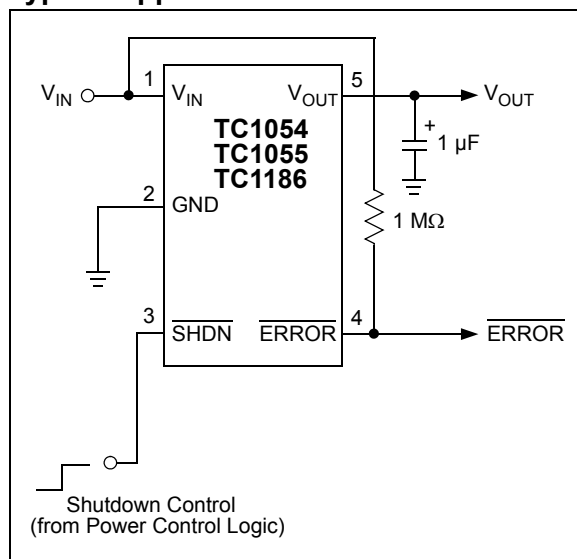 V_IN
1
V_IN
V_OUT
5
V_OUT
TC1054
TC1055
TC1186
+
1 µF
2
GND
1 MΩ
3
SHDN
ERROR
4
ERROR
Shutdown Control
(from Power Control Logic)